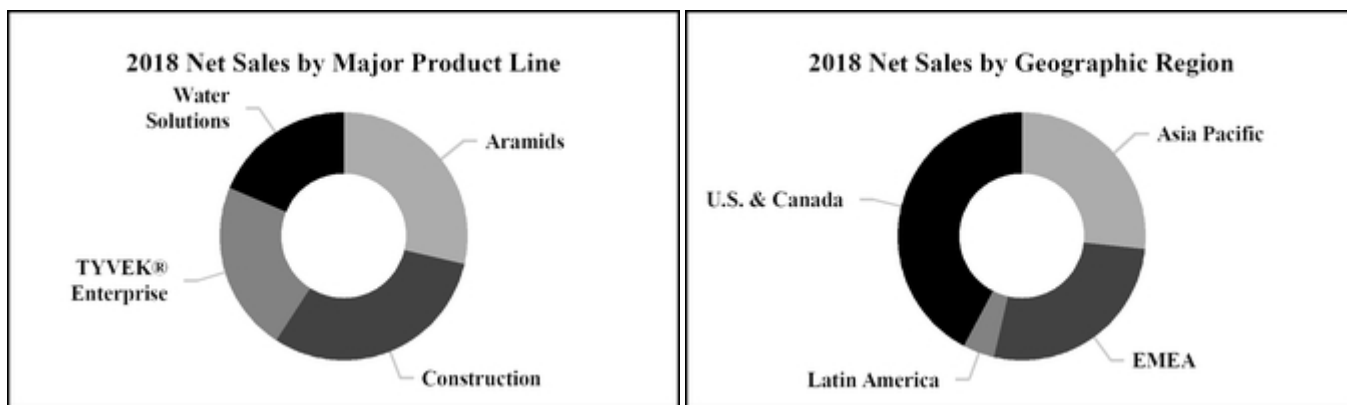 2018 Net Sales by Major Product Line
Water
Solutions
Aramids
TYVEK®
Enterprise
Construction
2018 Net Sales by Geographic Region
Asia Pacific
U.S. & Canada
EMEA
Latin America